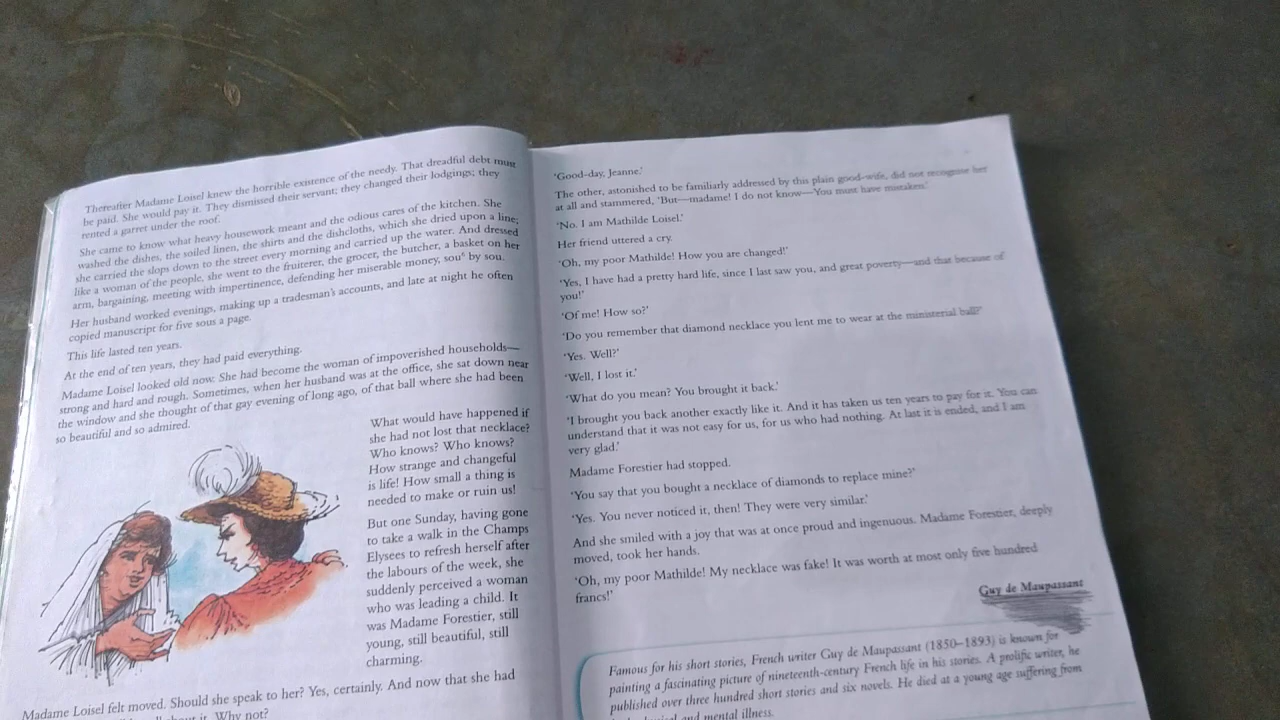 Thereafter Madame Loisel knew the horrible existence of the needy. That dreadful debt must
be paid. She would pay it. They dismissed their servant; they changed their lodgings; they
rented a garret under the roof.
She came to know what heavy housework meant and the odious cares of the kitchen. She
washed the dishes, the soiled linen, the shirts and the dishcloths, which she dried upon a line;
she carried the slops down to the street every morning and carried up the water. And dressed
like a woman of the people, she went to the fruiterer, the grocer, the butcher, a basket on her
arm, bargaining, meeting with impertinence, defending her miserable money, sou⁶ by sou.
Her husband worked evenings, making up a tradesman's accounts, and late at night he often
copied manuscript for five sous a page.
This life lasted ten years.
At the end of ten years, they had paid everything.
Madame Loisel looked old now. She had become the woman of impoverished households—
strong and hard and rough. Sometimes, when her husband was at the office, she sat down near
the window and she thought of that gay evening of long ago, of that ball where she had been
so beautiful and so admired.
What would have happened if
she had not lost that necklace?
Who knows? Who knows?
How strange and changeful
is life! How small a thing is
needed to make or ruin us!
But one Sunday, having gone
to take a walk in the Champs
Elysees to refresh herself after
the labours of the week, she
suddenly perceived a woman
who was leading a child. It
was Madame Forestier, still
young, still beautiful, still
charming.
Madame Loisel felt moved. Should she speak to her? Yes, certainly. And now that she had
it. Why not?
'Good-day, Jeanne.'
The other, astonished to be familiarly addressed by this plain good-wife, did not recognise her
at all and stammered, 'But—madame! I do not know—You must have mistaken.'
'No. I am Mathilde Loisel.'
Her friend uttered a cry.
'Oh, my poor Mathilde! How you are changed!'
'Yes, I have had a pretty hard life, since I last saw you, and great poverty—and that because of
you!'
'Of me! How so?'
'Do you remember that diamond necklace you lent me to wear at the ministerial ball?'
'Yes. Well?'
'Well, I lost it.'
'What do you mean? You brought it back.'
'I brought you back another exactly like it. And it has taken us ten years to pay for it. You can
understand that it was not easy for us, for us who had nothing. At last it is ended, and I am
very glad.'
Madame Forestier had stopped.
'You say that you bought a necklace of diamonds to replace mine?'
'Yes. You never noticed it, then! They were very similar.'
And she smiled with a joy that was at once proud and ingenuous. Madame Forestier, deeply
moved, took her hands.
'Oh, my poor Mathilde! My necklace was fake! It was worth at most only five hundred
francs!'
Guy de Maupassant
Famous for his short stories, French writer Guy de Maupassant (1850–1893) is known for
painting a fascinating picture of nineteenth-century French life in his stories. A prolific writer, he
published over three hundred short stories and six novels. He died at a young age suffering from
and mental illness.